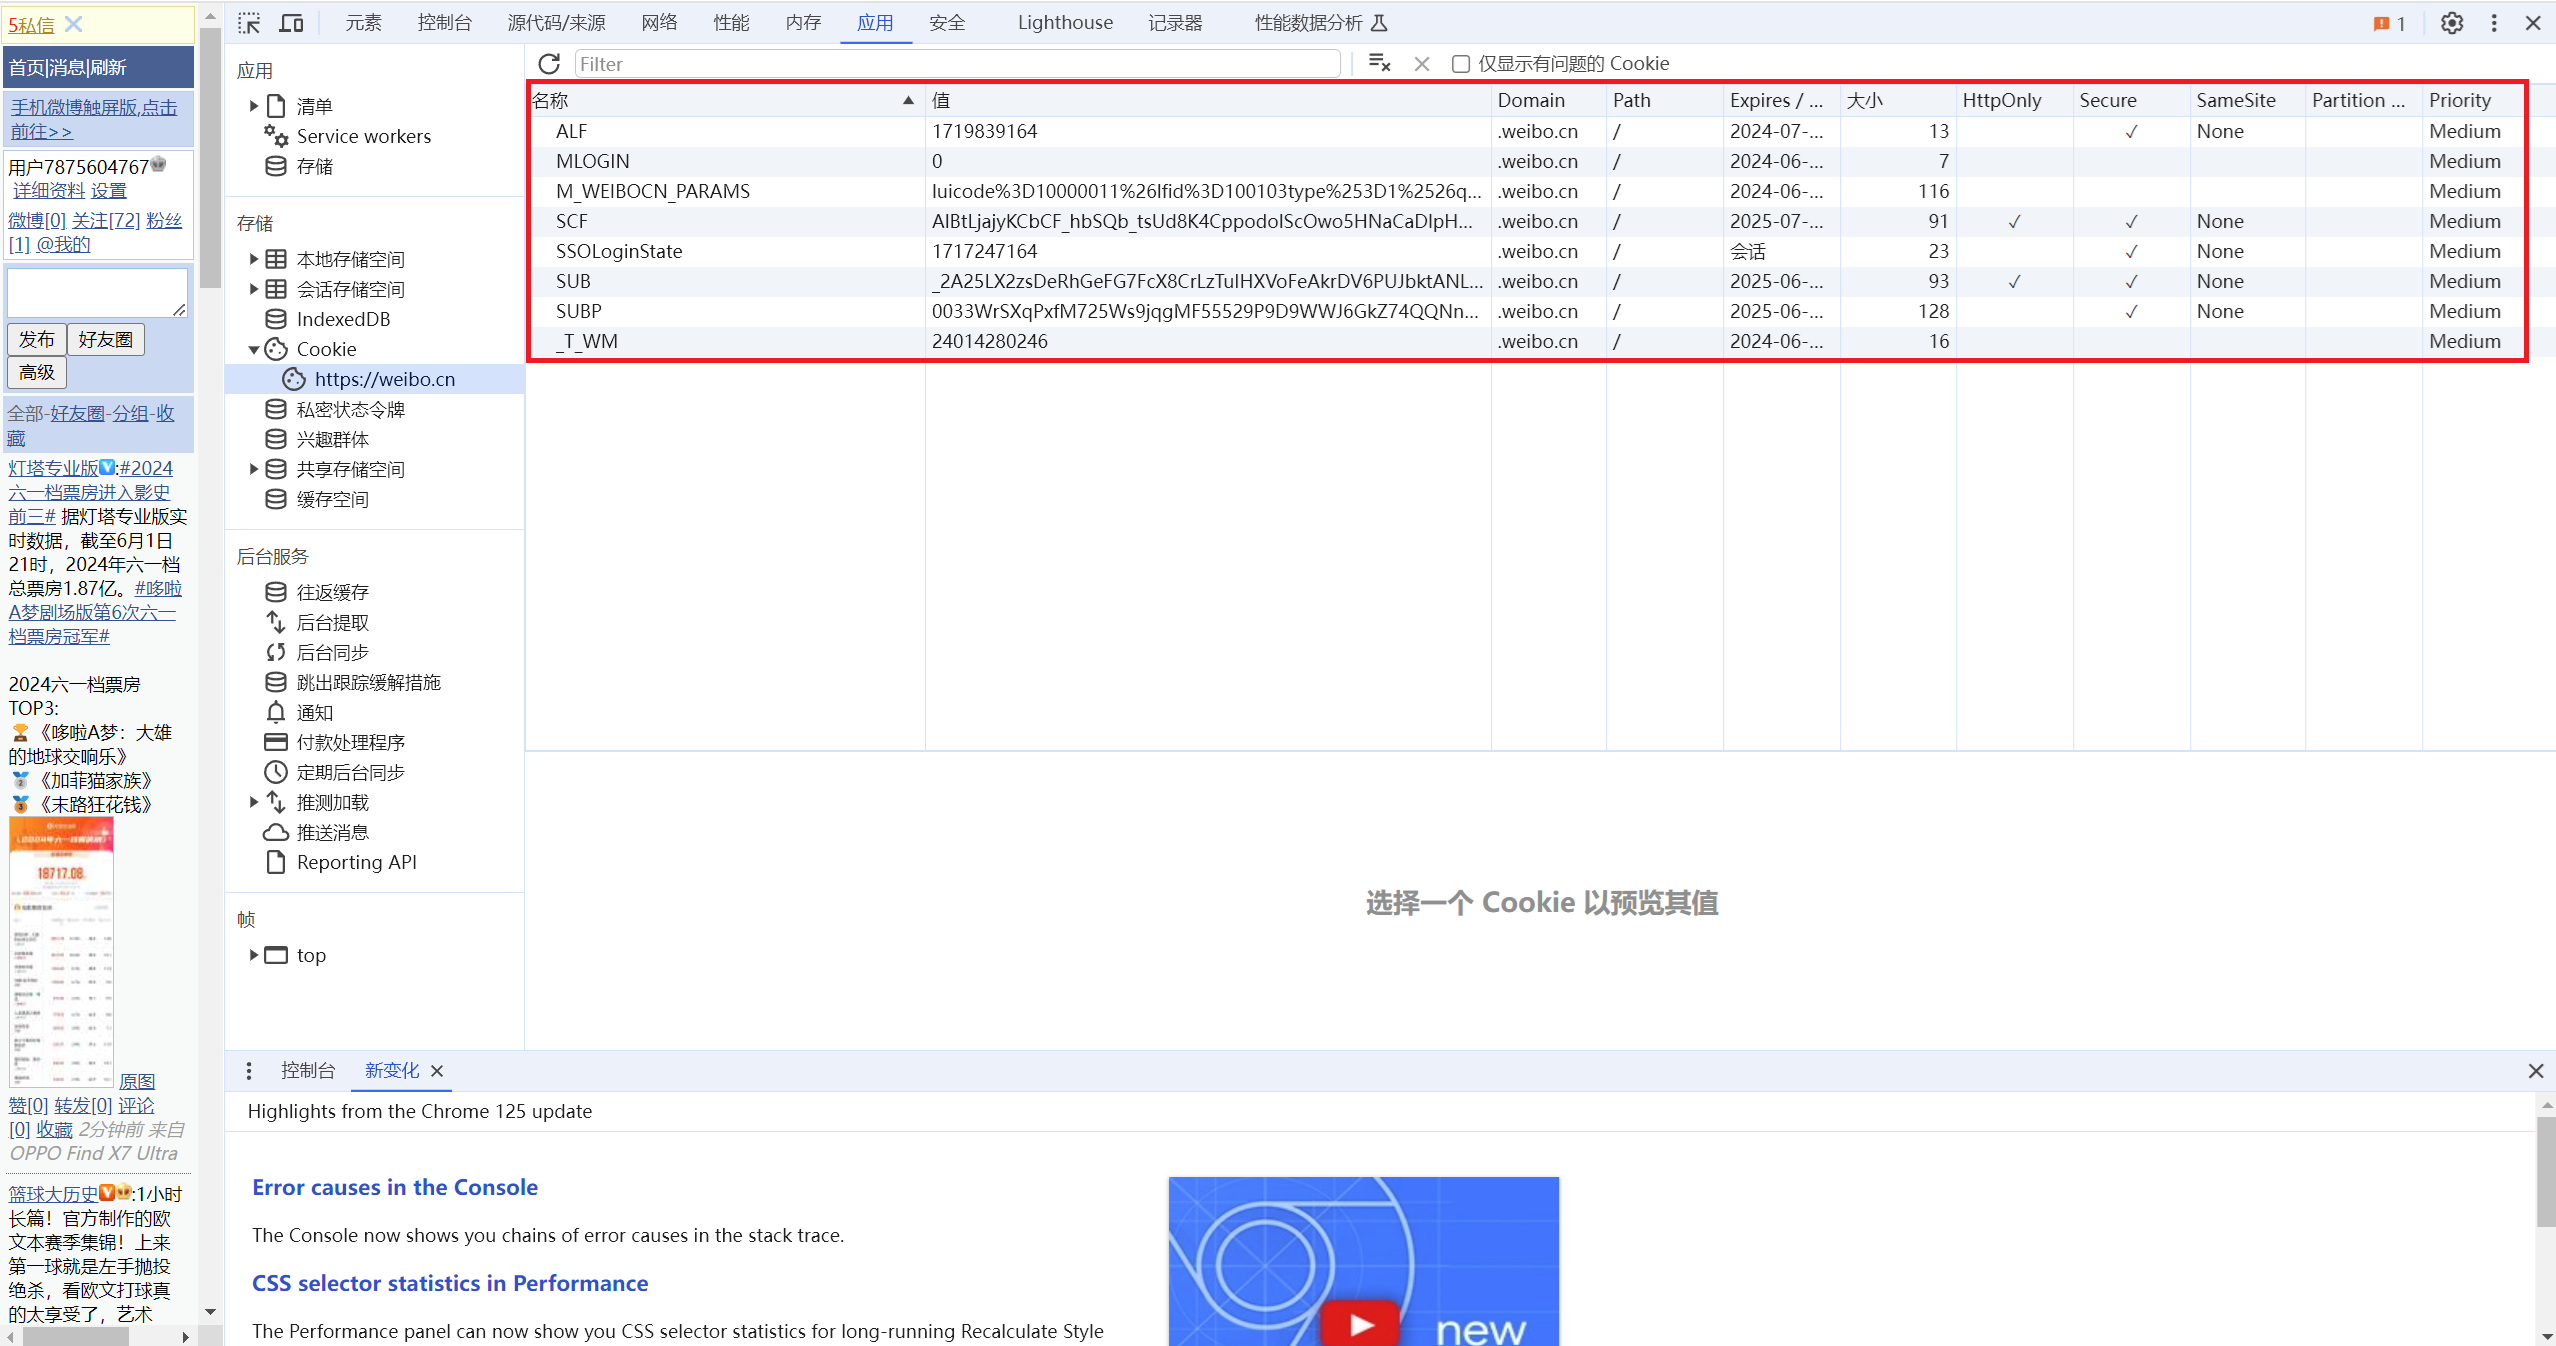 5私信
首页|消息|刷新
手机微博触屏版,点击
前往>>
用户7875604767
详细资料 设置
微博[0] 关注[72] 粉丝
[1] @我的
发布 好友圈
高级
全部-好友圈-分组-收
藏
灯塔专业版:#2024
六一档票房进入影史
前三# 据灯塔专业版实
时数据，截至6月1日
21时，2024年六一档
总票房1.87亿。#哆啦
A梦剧场版第6次六一
档票房冠军#
2024六一档票房
TOP3:
🏆《哆啦A梦：大雄
的地球交响乐》
🥈《加菲猫家族》
🥉《末路狂花钱》
18717.08
原图
赞[0] 转发[0] 评论
[0] 收藏 2分钟前 来自
OPPO Find X7 Ultra
篮球大历史:1小时
长篇！官方制作的欧
文本赛季集锦！上来
第一球就是左手抛投
绝杀，看欧文打球真
的太享受了，艺术
元素 控制台 源代码/来源 网络 性能 内存 应用 安全 Lighthouse 记录器 性能数据分析 1
应用
清单
Service workers
存储
存储
本地存储空间
会话存储空间
IndexedDB
Cookie
https://weibo.cn
私密状态令牌
兴趣群体
共享存储空间
缓存空间
后台服务
往返缓存
后台提取
后台同步
跳出跟踪缓解措施
通知
付款处理程序
定期后台同步
推测加载
推送消息
Reporting API
帧
top
Filter 仅显示有问题的 Cookie
名称 值 Domain Path Expires / ... 大小 HttpOnly Secure SameSite Partition ... Priority
ALF 1719839164 .weibo.cn / 2024-07-... 13 ✓ None Medium
MLOGIN 0 .weibo.cn / 2024-06-... 7 Medium
M_WEIBOCN_PARAMS luicode%3D10000011%26lfid%3D100103type%253D1%2526q... .weibo.cn / 2024-06-... 116 Medium
SCF AlBtLjajyKCbCF_hbSQb_tsUd8K4CppodoIScOwo5HNaCaDlpH... .weibo.cn / 2025-07-... 91 ✓ ✓ None Medium
SSOLoginState 1717247164 .weibo.cn / 会话 23 ✓ None Medium
SUB _2A25LX2zsDeRhGeFG7FcX8CrLzTuIHXVoFeAkrDV6PUJbktANL... .weibo.cn / 2025-06-... 93 ✓ ✓ None Medium
SUBP 0033WrSXqPxfM725Ws9jqgMF55529P9D9WWJ6GkZ74QQNn... .weibo.cn / 2025-06-... 128 ✓ None Medium
_T_WM 24014280246 .weibo.cn / 2024-06-... 16 Medium
选择一个 Cookie 以预览其值
控制台 新变化
Highlights from the Chrome 125 update
Error causes in the Console
The Console now shows you chains of error causes in the stack trace.
CSS selector statistics in Performance
The Performance panel can now show you CSS selector statistics for long-running Recalculate Style
new